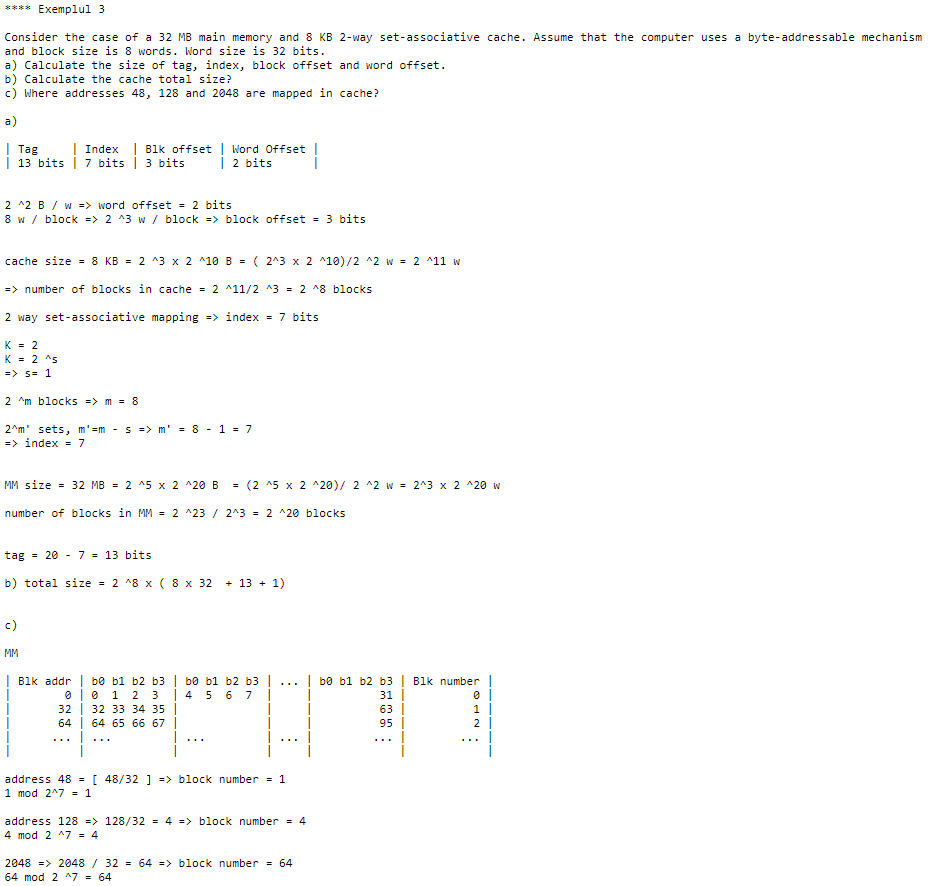 **** Exemplul 3
Consider the case of a 32 MB main memory and 8 KB 2-way set-associative cache. Assume that the computer uses a byte-addressable mechanism
and block size is 8 words. Word size is 32 bits.
a) Calculate the size of tag, index, block offset and word offset.
b) Calculate the cache total size?
c) Where addresses 48, 128 and 2048 are mapped in cache?
a)
| Tag | Index | Blk offset | Word Offset |
| 13 bits | 7 bits | 3 bits | 2 bits |
2 ^2 B / w => word offset = 2 bits
8 w / block => 2 ^3 w / block => block offset = 3 bits
cache size = 8 KB = 2 ^3 x 2 ^10 B = ( 2^3 x 2 ^10)/2 ^2 w = 2 ^11 w
=> number of blocks in cache = 2 ^11/2 ^3 = 2 ^8 blocks
2 way set-associative mapping => index = 7 bits
K = 2
K = 2 ^s
=> s= 1
2 ^m blocks => m = 8
2^m' sets, m'=m - s => m' = 8 - 1 = 7
=> index = 7
MM size = 32 MB = 2 ^5 x 2 ^20 B = (2 ^5 x 2 ^20)/ 2 ^2 w = 2^3 x 2 ^20 w
number of blocks in MM = 2 ^23 / 2^3 = 2 ^20 blocks
tag = 20 - 7 = 13 bits
b) total size = 2 ^8 x ( 8 x 32 + 13 + 1)
c)
MM
| Blk addr | b0 b1 b2 b3 | b0 b1 b2 b3 | ... | b0 b1 b2 b3 | Blk number |
| 0 | 0 1 2 3 | 4 5 6 7 | | 31 | 0 |
| 32 | 32 33 34 35 | | | 63 | 1 |
| 64 | 64 65 66 67 | | | 95 | 2 |
| ... | ... | ... | ... | ... | ... |
| | | | | | |
address 48 = [ 48/32 ] => block number = 1
1 mod 2^7 = 1
address 128 => 128/32 = 4 => block number = 4
4 mod 2 ^7 = 4
2048 => 2048 / 32 = 64 => block number = 64
64 mod 2 ^7 = 64